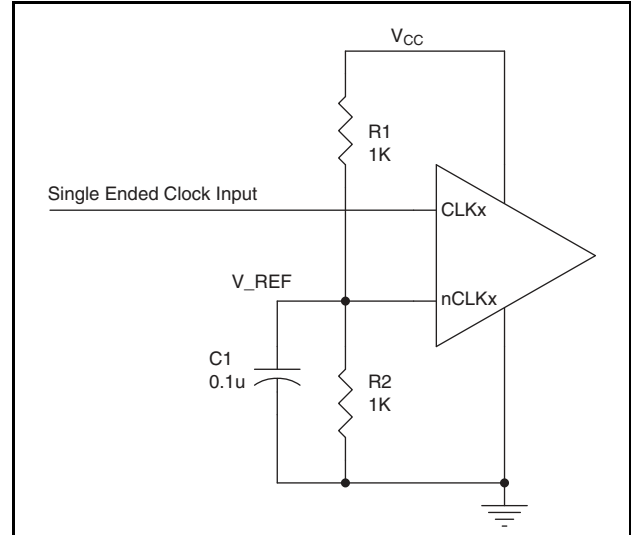 V_CC
R1
1K
Single Ended Clock Input
CLKx
V_REF
nCLKx
C1
0.1u
R2
1K